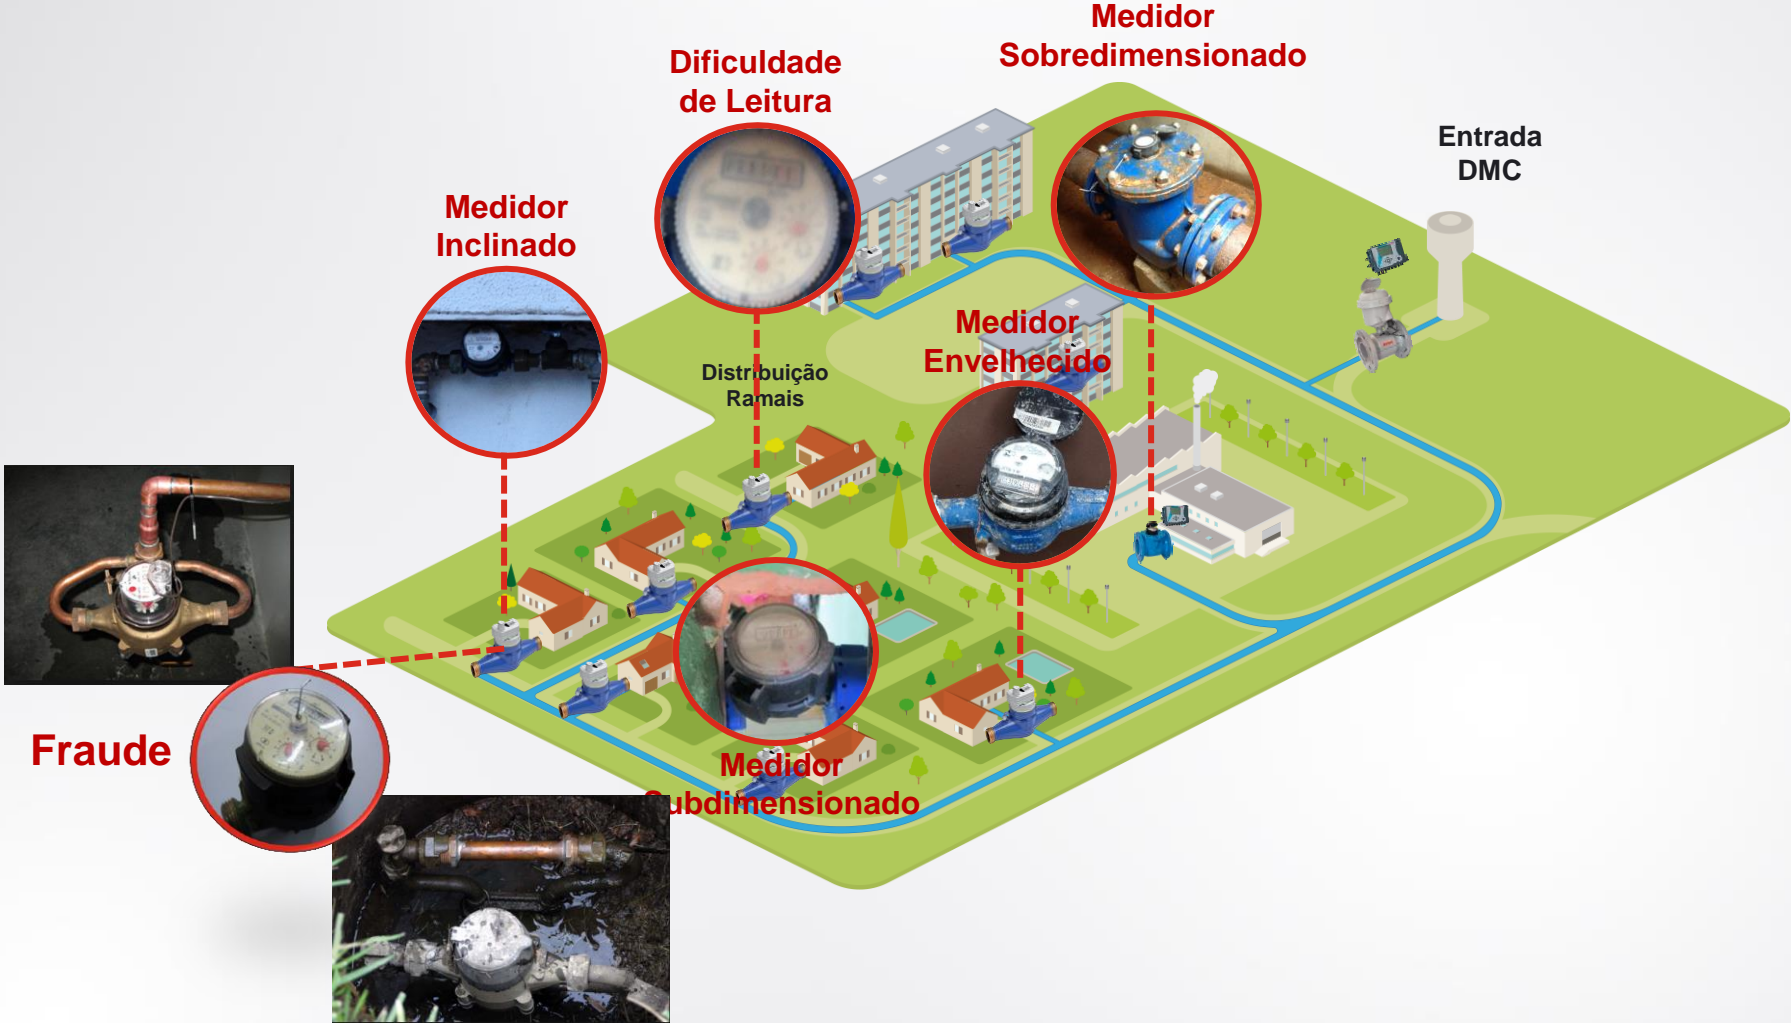 Medidor
Sobredimensionado
Dificuldade
de Leitura
Entrada
DMC
Medidor
Inclinado
Medidor
Envelhecido
Distribuição
Ramais
Fraude
Medidor
Subdimensionado